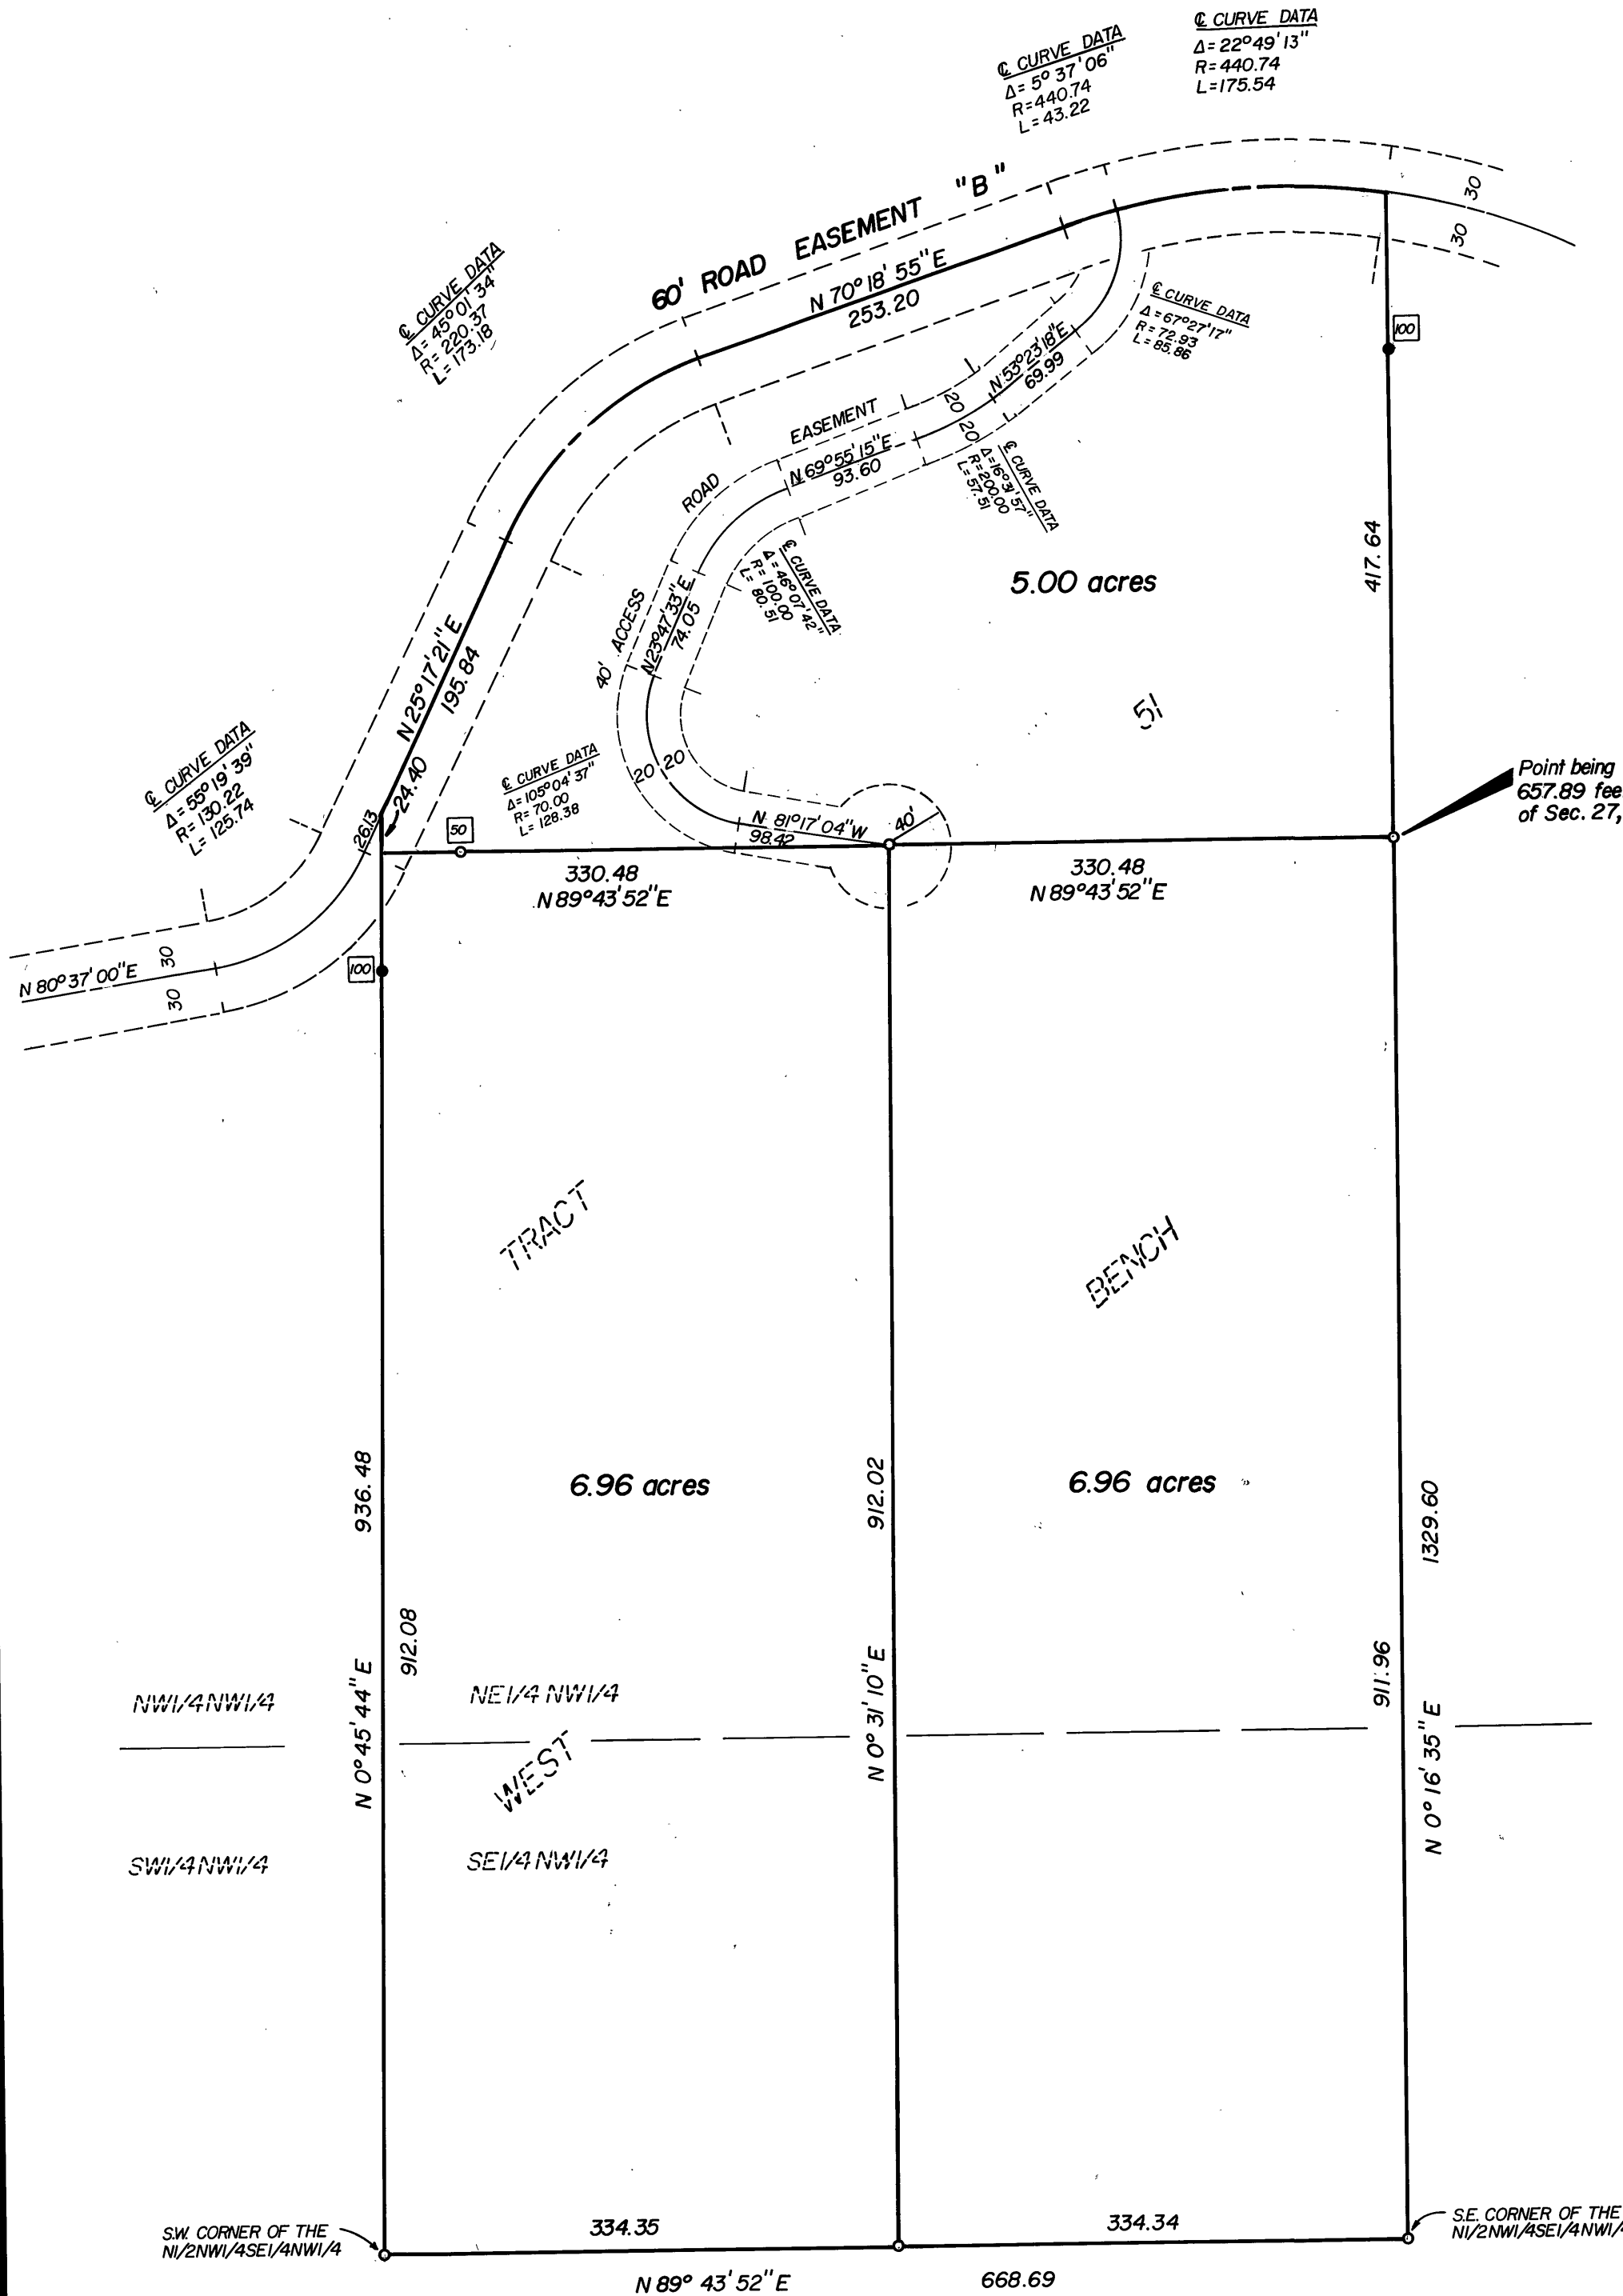 ℄ CURVE DATA
Δ= 22°49'13"
R=440.74
L=175.54
℄ CURVE DATA
Δ= 5°37'06"
R=440.74
L=43.22
60' ROAD EASEMENT "B"
N 70°18'55"E
253.20
30
30
℄ CURVE DATA
Δ= 45°01'34"
R= 220.37
L=173.18
℄ CURVE DATA
Δ=67°27'17"
R=72.93
L=85.86
100
N 53°23'18"E
69.99
20
20
40' ACCESS ROAD EASEMENT
N 69°55'15"E
93.60
℄ CURVE DATA
Δ=16°31'57"
R=200.00
L=57.51
℄ CURVE DATA
Δ= 46°07'42"
R= 100.00
L= 80.51
N 23°47'33"E
74.05
5.00 acres
417.64
51
N 25°17'21"E
195.84
24.40
26.13
℄ CURVE DATA
Δ= 55°19'39"
R= 130.22
L= 125.74
℄ CURVE DATA
Δ=105°04'37"
R= 70.00
L= 128.38
20
20
N 81°17'04"W
98.42
40'
50
Point being
657.89 fee
of Sec. 27,
330.48
N 89°43'52"E
330.48
N 89°43'52"E
N 80°37'00"E
30
30
100
TRACT
BENCH
936.48
6.96 acres
912.02
6.96 acres
1329.60
912.08
911.96
N 0°45'44"E
N 0°31'10"E
N 0°16'35"E
NW1/4NW1/4
NE1/4NW1/4
WEST
SW1/4NW1/4
SE1/4NW1/4
S.W. CORNER OF THE
N1/2NW1/4SE1/4NW1/4
334.35
334.34
S.E. CORNER OF THE
N1/2NW1/4SE1/4NW1/4
N 89°43'52"E
668.69